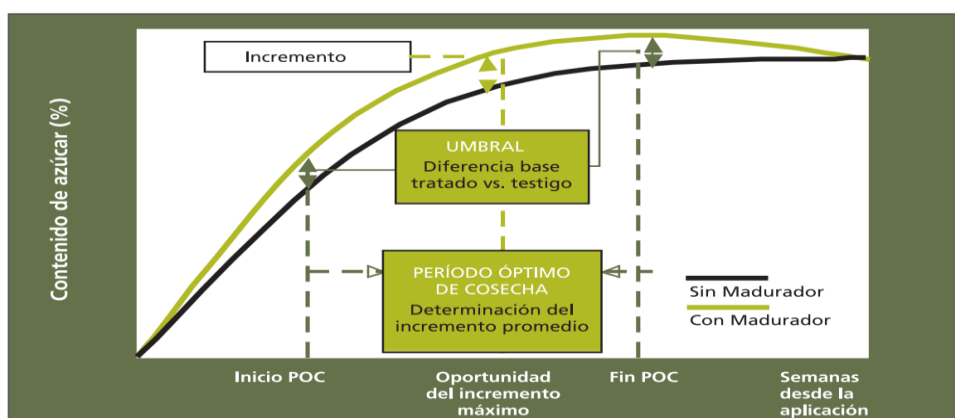 Contenido de azúcar (%)
Incremento
UMBRAL
Diferencia base
tratado vs. testigo
PERÍODO ÓPTIMO
DE COSECHA
Determinación del
incremento promedio
Sin Madurador
Con Madurador
Inicio POC
Oportunidad
del incremento
máximo
Fin POC
Semanas
desde la
aplicación